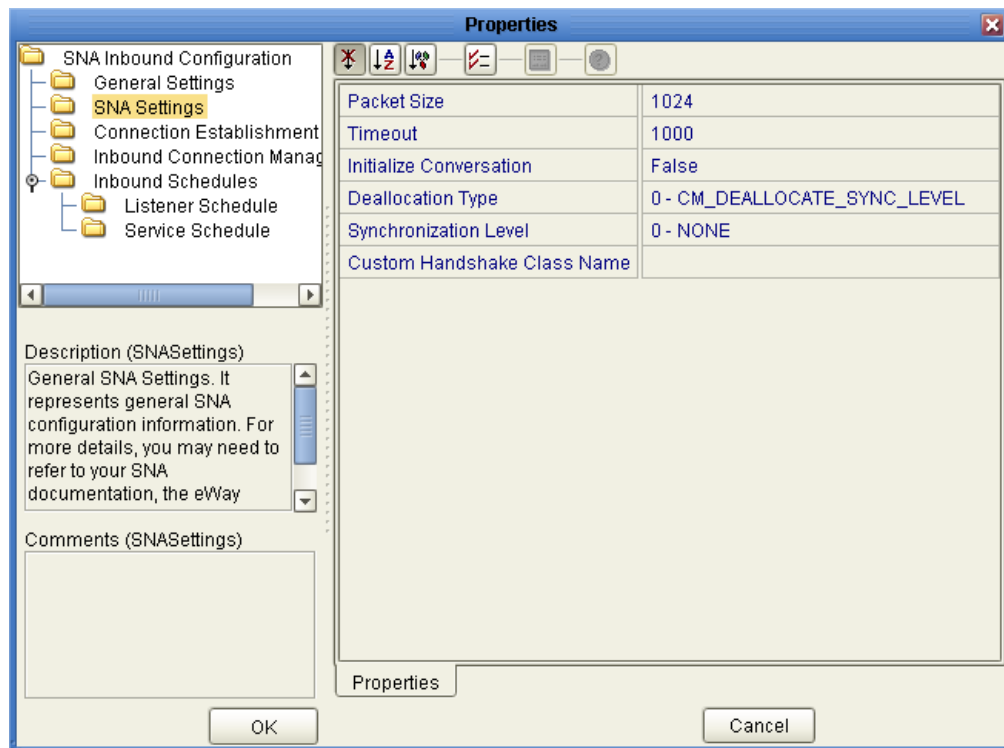 Properties
SNA Inbound Configuration
General Settings
SNA Settings
Connection Establishment
Inbound Connection Manag
Inbound Schedules
Listener Schedule
Service Schedule
Description (SNASettings)
General SNA Settings. It
represents general SNA
configuration information. For
more details, you may need to
refer to your SNA
documentation, the eWay
Comments (SNASettings)
OK
Packet Size 1024
Timeout 1000
Initialize Conversation False
Deallocation Type 0 - CM_DEALLOCATE_SYNC_LEVEL
Synchronization Level 0 - NONE
Custom Handshake Class Name
Properties
Cancel